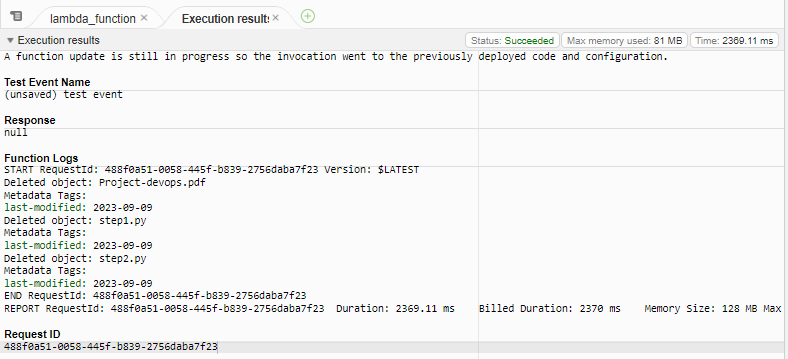 lambda_function ×
Execution results ×
Execution results
Status: Succeeded
Max memory used: 81 MB
Time: 2369.11 ms
A function update is still in progress so the invocation went to the previously deployed code and configuration.
Test Event Name
(unsaved) test event
Response
null
Function Logs
START RequestId: 488f0a51-0058-445f-b839-2756daba7f23 Version: $LATEST
Deleted object: Project-devops.pdf
Metadata Tags:
last-modified: 2023-09-09
Deleted object: step1.py
Metadata Tags:
last-modified: 2023-09-09
Deleted object: step2.py
Metadata Tags:
last-modified: 2023-09-09
END RequestId: 488f0a51-0058-445f-b839-2756daba7f23
REPORT RequestId: 488f0a51-0058-445f-b839-2756daba7f23 Duration: 2369.11 ms Billed Duration: 2370 ms Memory Size: 128 MB Max
Request ID
488f0a51-0058-445f-b839-2756daba7f23